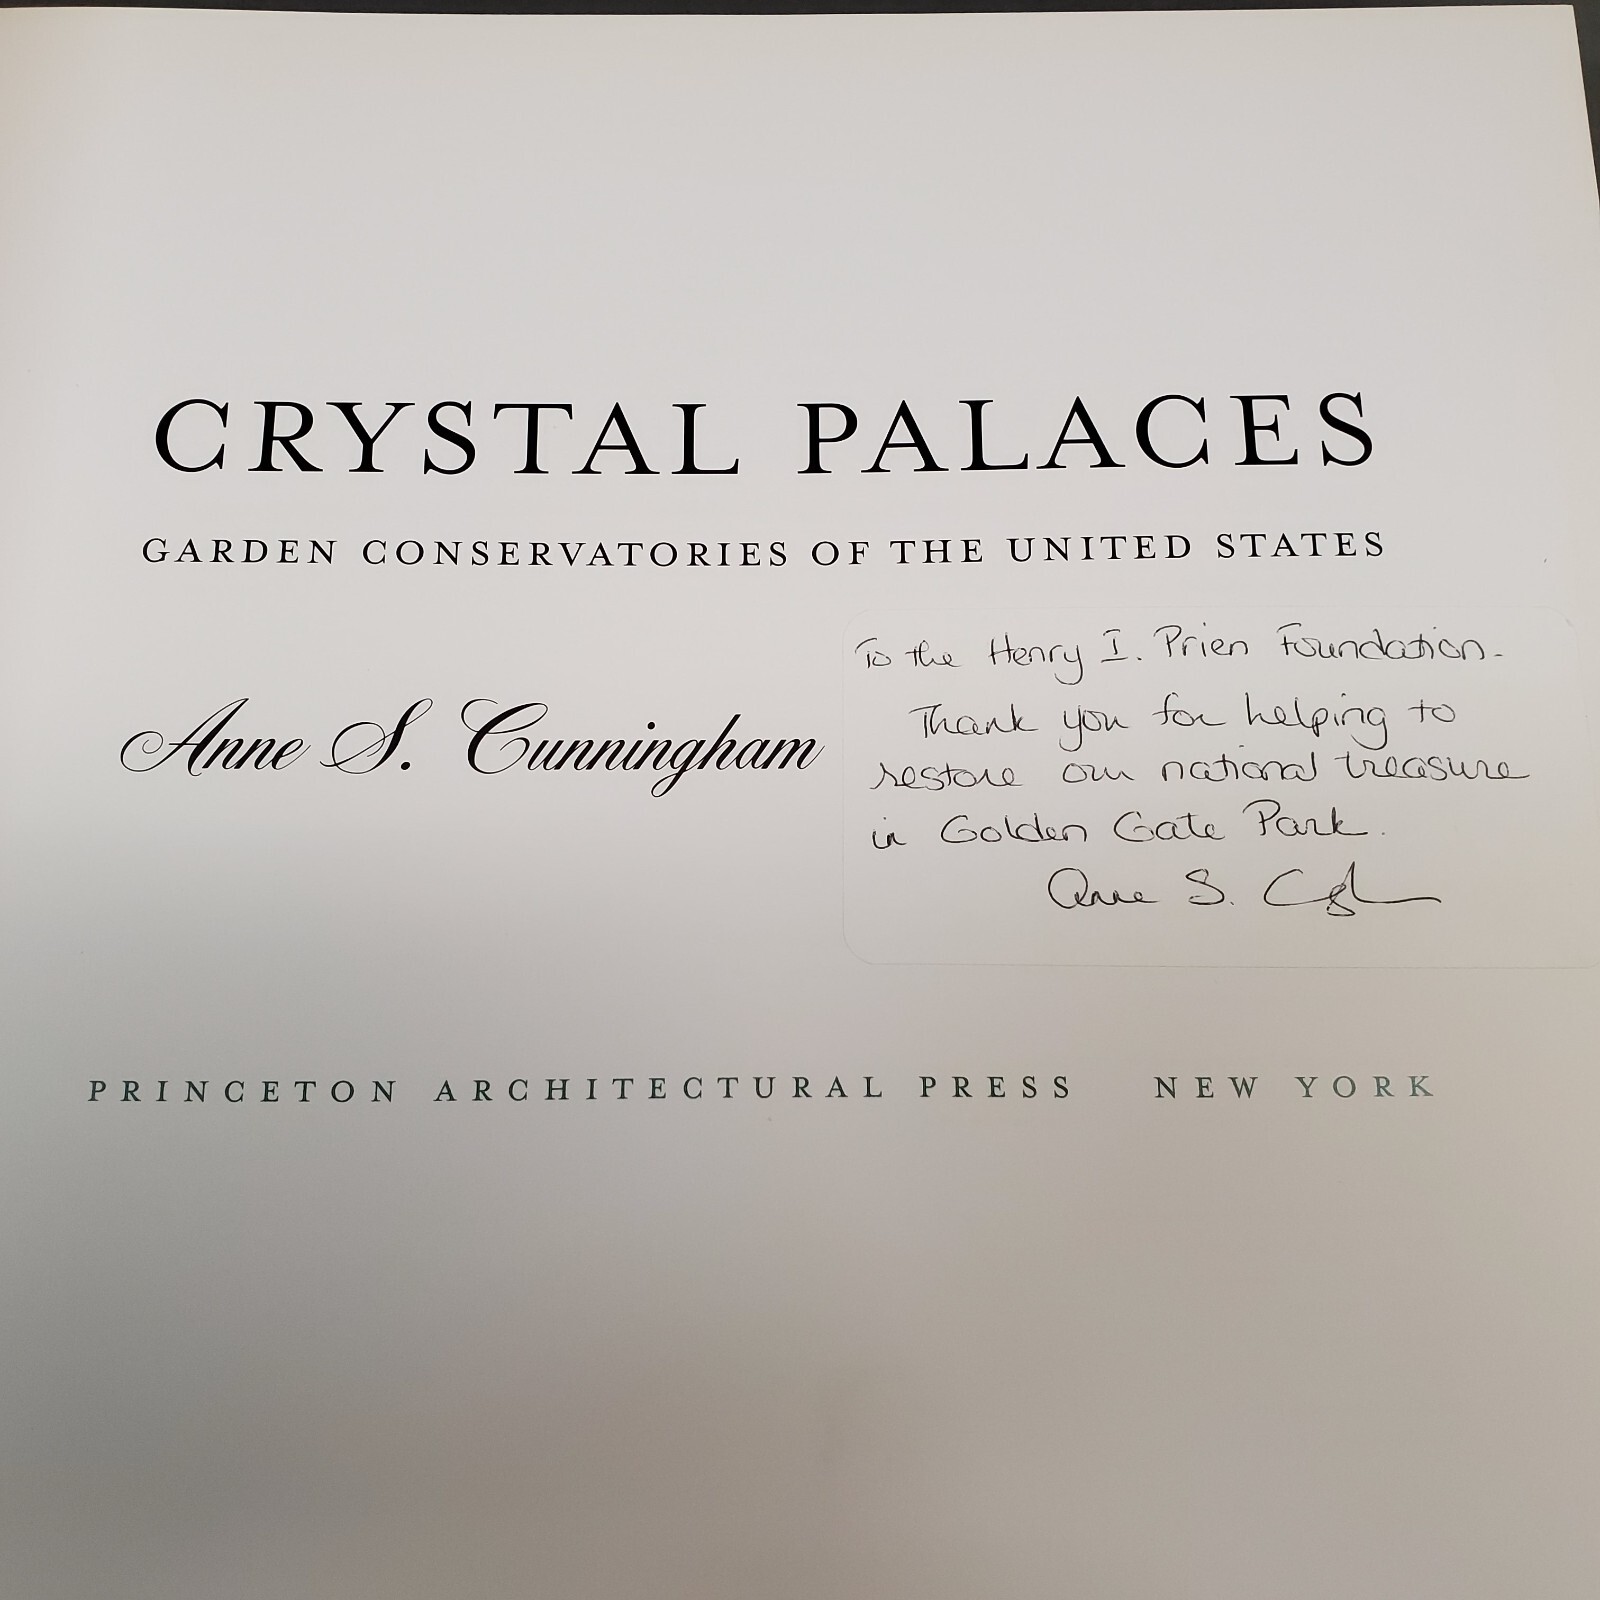 CRYSTAL PALACES
GARDEN CONSERVATORIES OF THE UNITED STATES
Anne S. Cunningham
To the Henry I. Prien Foundation-
Thank you for helping to
restore our national treasure
in Golden Gate Park.
Anne S.
PRINCETON ARCHITECTURAL PRESS NEW YORK